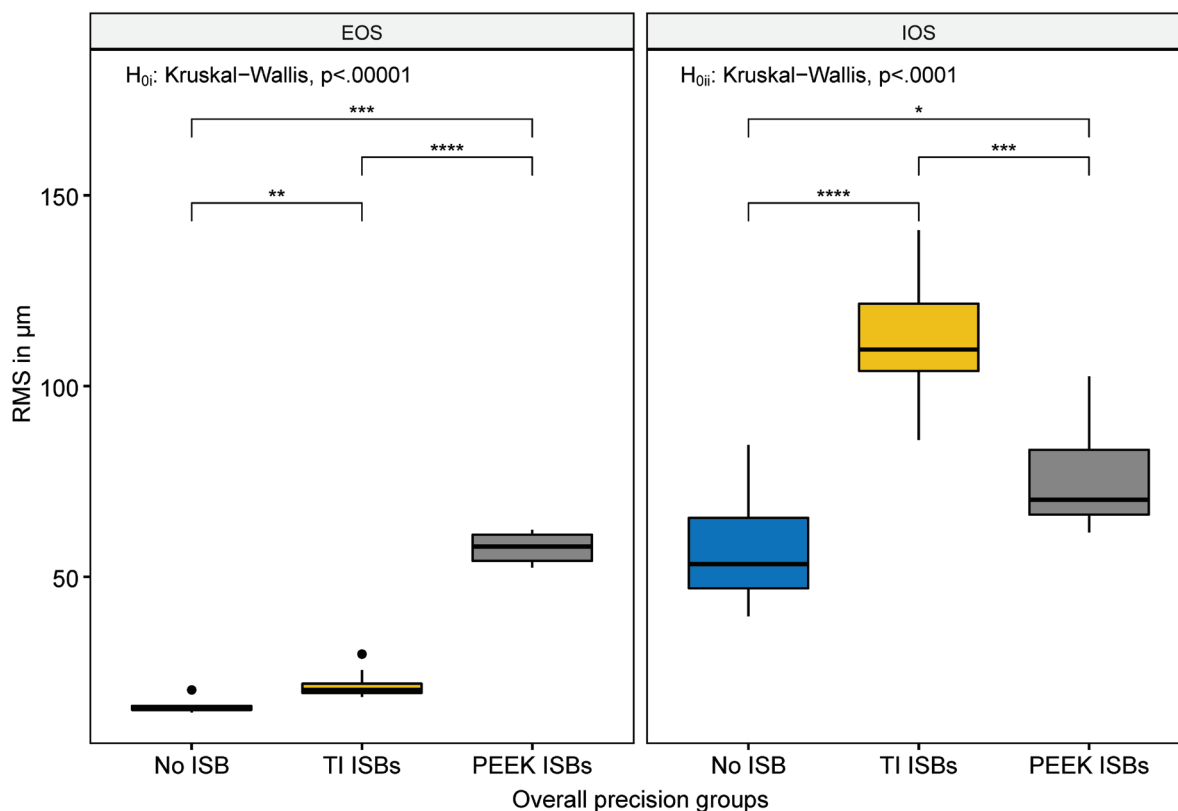 EOS
IOS
H0i: Kruskal−Wallis, p<.00001
H0ii: Kruskal−Wallis, p<.0001
***
*
****
***
**
****
150
100
50
RMS in µm
No ISB
TI ISBs
PEEK ISBs
No ISB
TI ISBs
PEEK ISBs
Overall precision groups